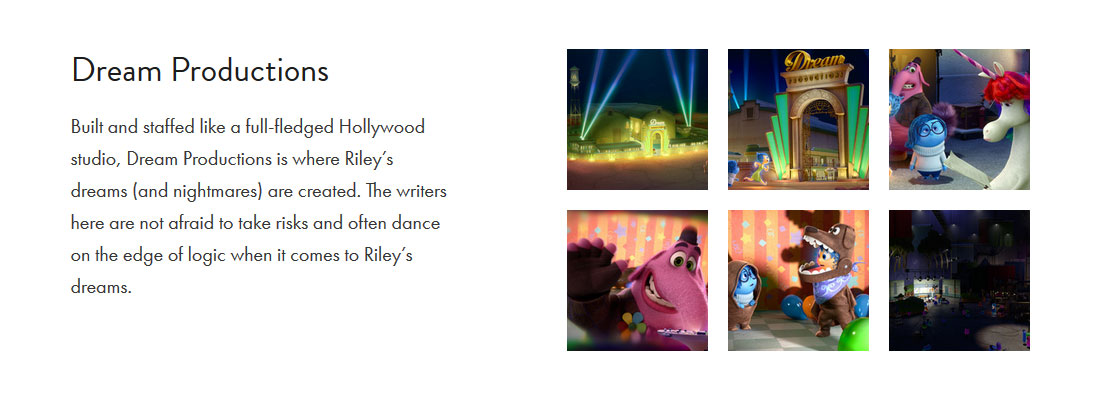 Dream Productions
Built and staffed like a full-fledged Hollywood
studio, Dream Productions is where Riley’s
dreams (and nightmares) are created. The writers
here are not afraid to take risks and often dance
on the edge of logic when it comes to Riley’s
dreams.
Dream
Dream
PRODUCTIONS